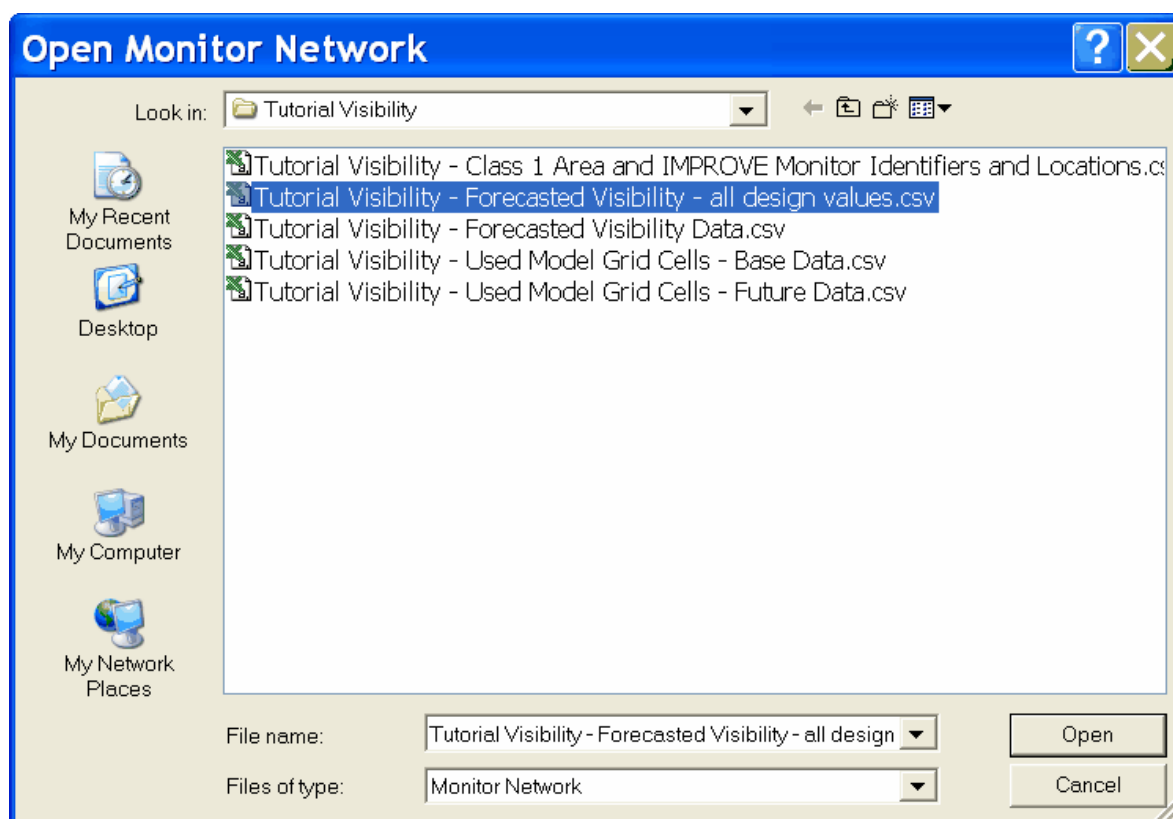 Open Monitor Network
Look in:
Tutorial Visibility
My Recent
Documents
Desktop
My Documents
My Computer
My Network
Places
Tutorial Visibility - Class 1 Area and IMPROVE Monitor Identifiers and Locations.cs
Tutorial Visibility - Forecasted Visibility - all design values.csv
Tutorial Visibility - Forecasted Visibility Data.csv
Tutorial Visibility - Used Model Grid Cells - Base Data.csv
Tutorial Visibility - Used Model Grid Cells - Future Data.csv
File name:
Tutorial Visibility - Forecasted Visibility - all design
Open
Files of type:
Monitor Network
Cancel